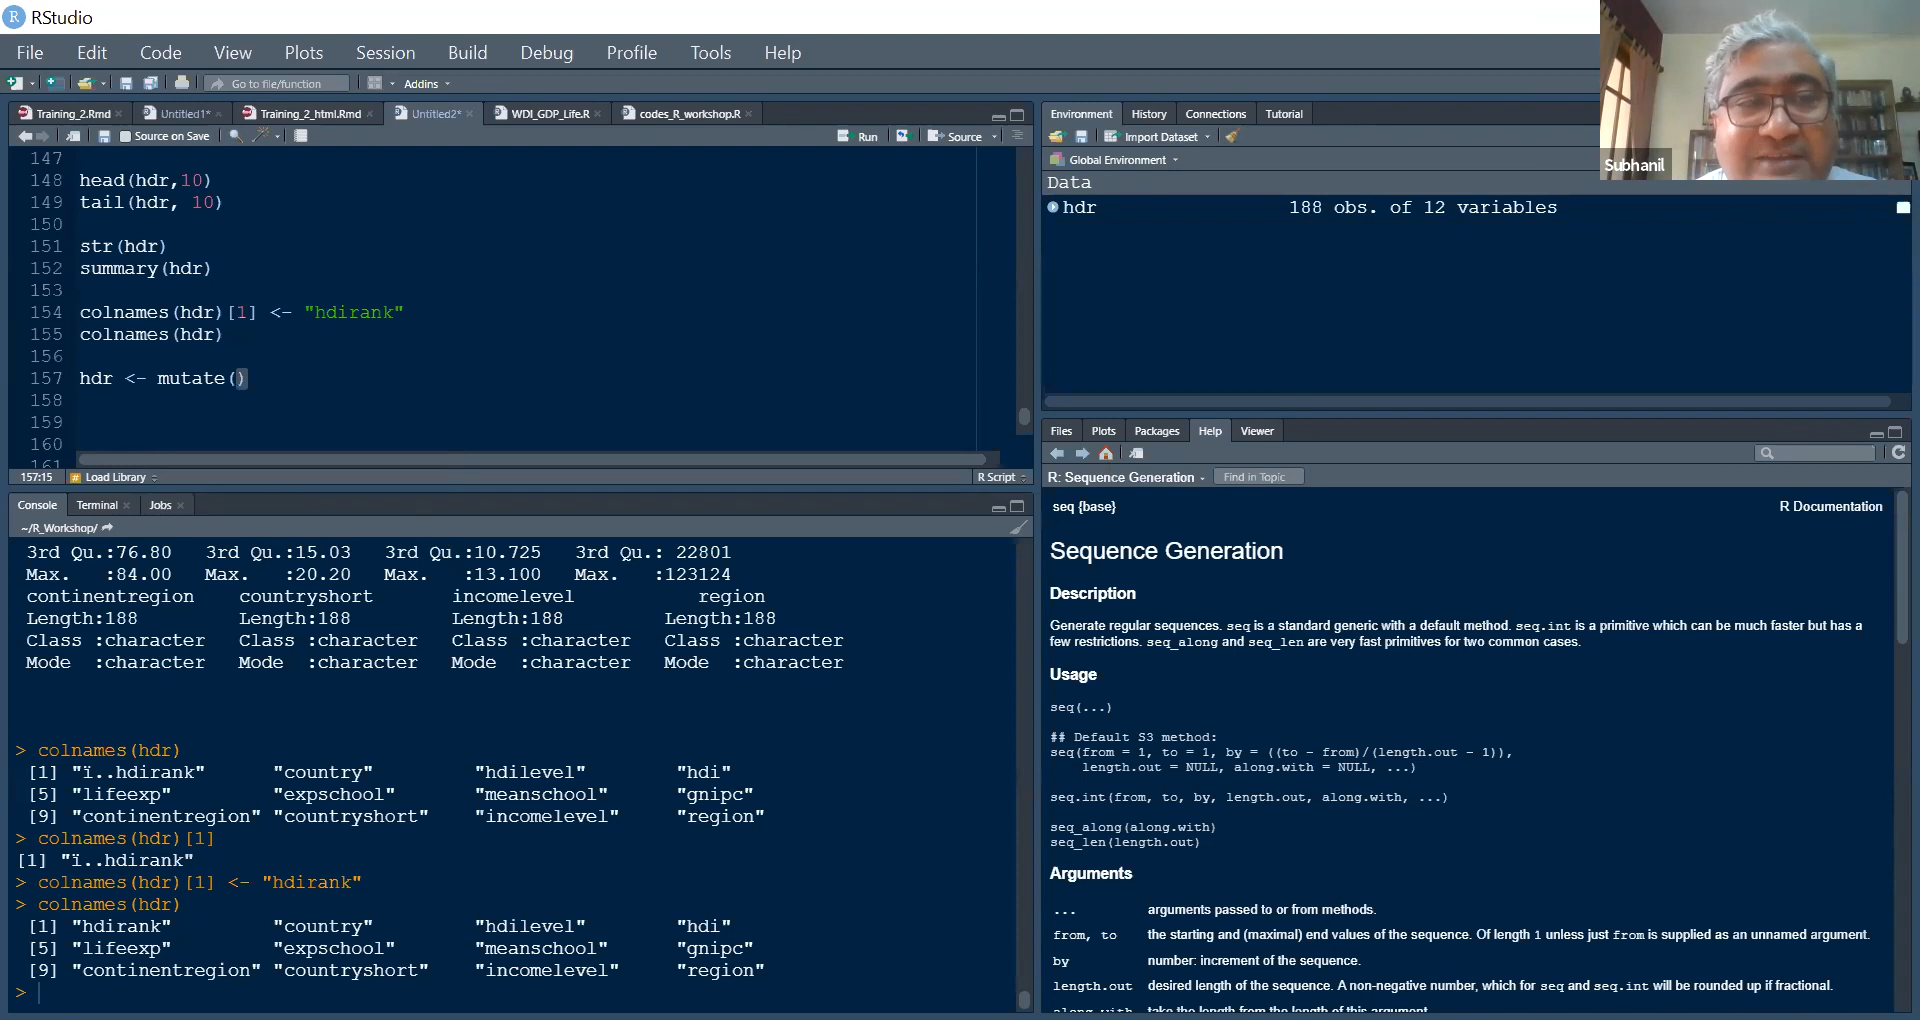 RStudio
File Edit Code View Plots Session Build Debug Profile Tools Help
Go to file/function Addins
Training_2.Rmd Untitled1* Training_2_html.Rmd Untitled2* WDI_GDP_Life.R codes_R_workshop.R
Source on Save Run Source
147
148 head(hdr,10)
149 tail(hdr, 10)
150
151 str(hdr)
152 summary(hdr)
153
154 colnames(hdr)[1] <- "hdirank"
155 colnames(hdr)
156
157 hdr <- mutate()
158
159
160
161
157:15 Load Library R Script
Console Terminal Jobs
~/R_Workshop/
3rd Qu.:76.80 3rd Qu.:15.03 3rd Qu.:10.725 3rd Qu.: 22801
Max. :84.00 Max. :20.20 Max. :13.100 Max. :123124
continentregion countryshort incomelevel region
Length:188 Length:188 Length:188 Length:188
Class :character Class :character Class :character Class :character
Mode :character Mode :character Mode :character Mode :character
> colnames(hdr)
[1] "ï..hdirank" "country" "hdilevel" "hdi"
[5] "lifeexp" "expschool" "meanschool" "gnipc"
[9] "continentregion" "countryshort" "incomelevel" "region"
> colnames(hdr)[1]
[1] "ï..hdirank"
> colnames(hdr)[1] <- "hdirank"
> colnames(hdr)
[1] "hdirank" "country" "hdilevel" "hdi"
[5] "lifeexp" "expschool" "meanschool" "gnipc"
[9] "continentregion" "countryshort" "incomelevel" "region"
>
Environment History Connections Tutorial
Import Dataset
Global Environment
Data
hdr 188 obs. of 12 variables
Subhanil
Files Plots Packages Help Viewer
R: Sequence Generation Find in Topic
seq {base} R Documentation
Sequence Generation
Description
Generate regular sequences. seq is a standard generic with a default method. seq.int is a primitive which can be much faster but has a
few restrictions. seq_along and seq_len are very fast primitives for two common cases.
Usage
seq(...)
## Default S3 method:
seq(from = 1, to = 1, by = ((to - from)/(length.out - 1)),
length.out = NULL, along.with = NULL, ...)
seq.int(from, to, by, length.out, along.with, ...)
seq_along(along.with)
seq_len(length.out)
Arguments
... arguments passed to or from methods.
from, to the starting and (maximal) end values of the sequence. Of length 1 unless just from is supplied as an unnamed argument.
by number: increment of the sequence.
length.out desired length of the sequence. A non-negative number, which for seq and seq.int will be rounded up if fractional.
along.with take the length from the length of this argument.